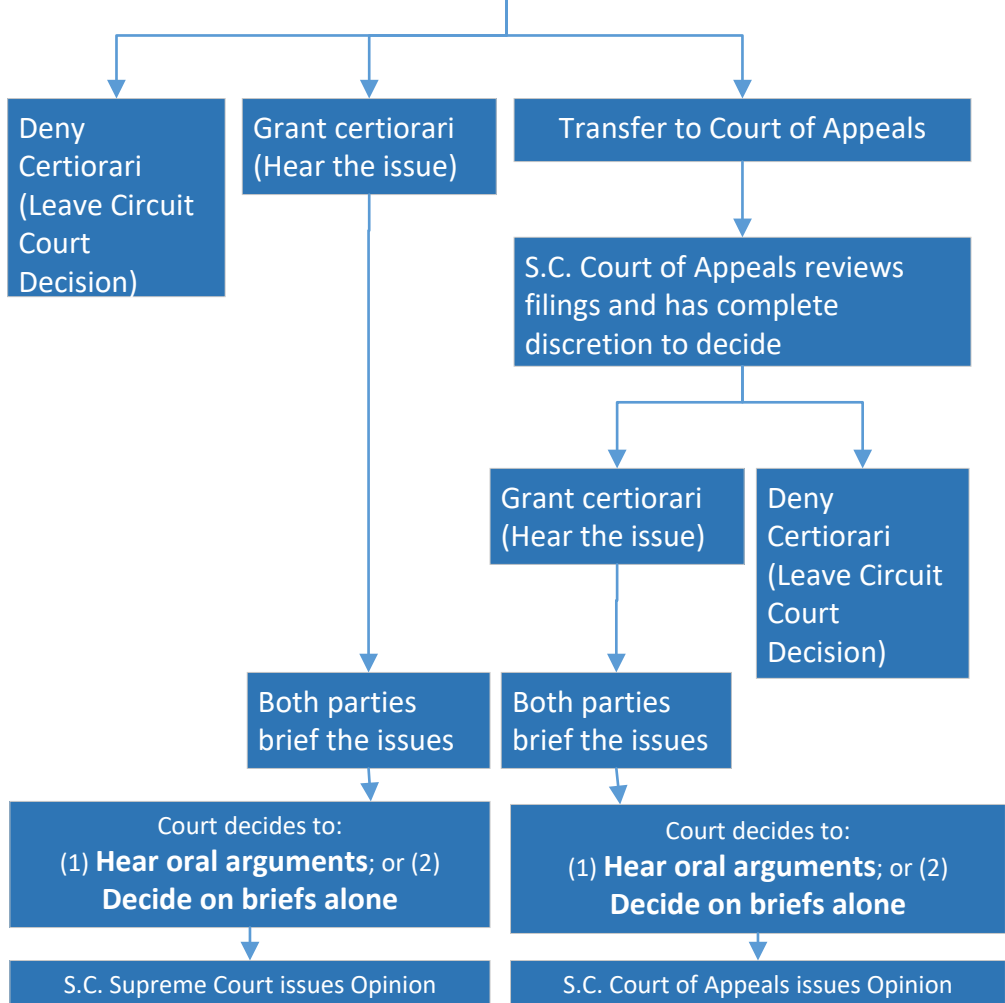 Deny
Certiorari
(Leave Circuit
Court
Decision)
Grant certiorari
(Hear the issue)
Transfer to Court of Appeals
S.C. Court of Appeals reviews
filings and has complete
discretion to decide
Grant certiorari
(Hear the issue)
Deny
Certiorari
(Leave Circuit
Court
Decision)
Both parties
brief the issues
Both parties
brief the issues
Court decides to:
(1) Hear oral arguments; or (2)
Decide on briefs alone
Court decides to:
(1) Hear oral arguments; or (2)
Decide on briefs alone
S.C. Supreme Court issues Opinion
S.C. Court of Appeals issues Opinion